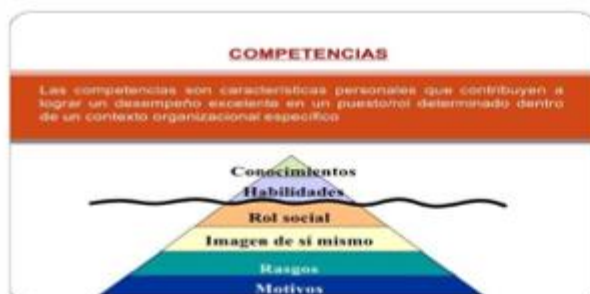 COMPETENCIAS
Las competencias son características personales que contribuyen a
lograr un desempeño excelente en un puesto/rol determinado dentro
de un contexto organizacional específico
Conocimientos
Habilidades
Rol social
Imagen de sí mismo
Rasgos
Motivos